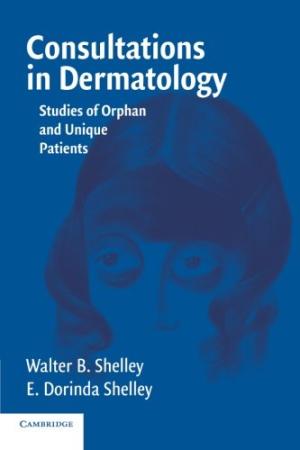 Consultations
in Dermatology
Studies of Orphan
and Unique
Patients
Walter B. Shelley
E. Dorinda Shelley
CAMBRIDGE